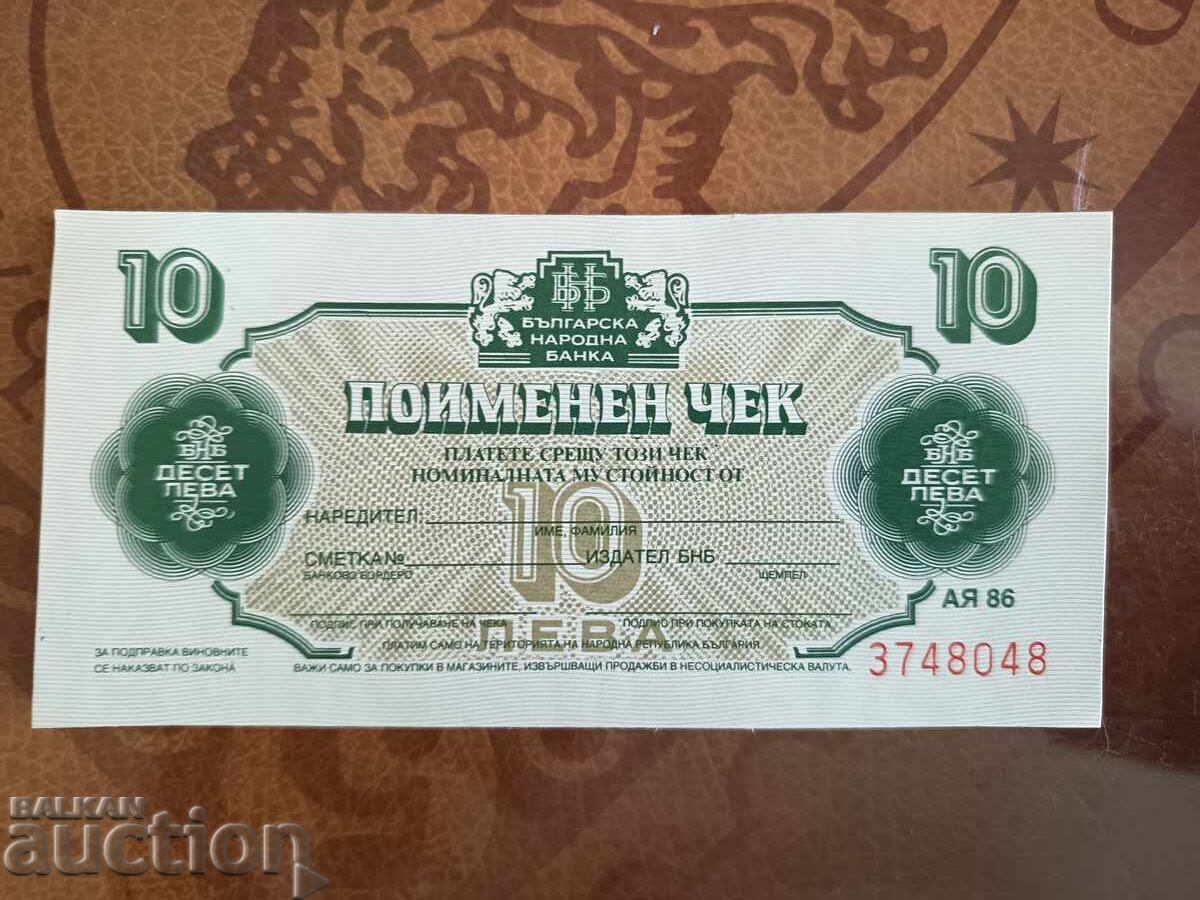 10
10
БНБ
БЪЛГАРСКА
НАРОДНА
БАНКА
ПОИМЕНЕН ЧЕК
ПЛАТЕТЕ СРЕЩУ ТОЗИ ЧЕК
НОМИНАЛНАТА МУ СТОЙНОСТ ОТ
БНБ
ДЕСЕТ
ЛЕВА
БНБ
ДЕСЕТ
ЛЕВА
10
НАРЕДИТЕЛ
ИМЕ, ФАМИЛИЯ
СМЕТКА № ИЗДАТЕЛ БНБ
БАНКОВО БОРДЕРО ЩЕМПЕЛ
АЯ 86
ПОДПИС ПРИ ПОЛУЧАВАНЕ НА ЧЕКА ПОДПИС ПРИ ПОКУПКАТА НА СТОКАТА
ЛЕВА
ПЛАТИМ САМО НА ТЕРИТОРИЯТА НА НАРОДНА РЕПУБЛИКА БЪЛГАРИЯ
ЗА ПОДПРАВКА ВИНОВНИТЕ
СЕ НАКАЗВАТ ПО ЗАКОНА
ВАЖИ САМО ЗА ПОКУПКИ В МАГАЗИНИТЕ, ИЗВЪРШВАЩИ ПРОДАЖБИ В НЕСОЦИАЛИСТИЧЕСКА ВАЛУТА.
3748048
BALKAN
auction